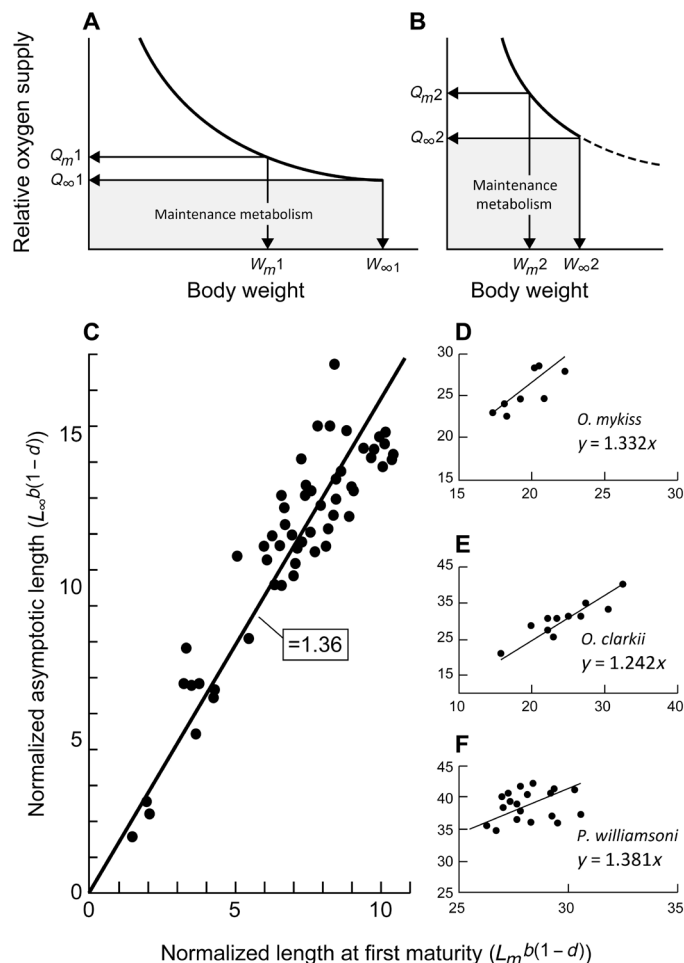 A
B
Relative oxygen supply
Qm1
Q∞1
Maintenance metabolism
Wm1
W∞1
Body weight
Qm2
Q∞2
Maintenance
metabolism
Wm2
W∞2
Body weight
C
Normalized asymptotic length (L∞b(1 – d))
15
10
5
0
=1.36
0
5
10
D
30
25
20
15
O. mykiss
y = 1.332x
15
20
25
30
E
45
35
25
15
O. clarkii
y = 1.242x
10
20
30
40
F
45
40
35
30
25
P. williamsoni
y = 1.381x
25
30
35
Normalized length at first maturity (Lmb(1 – d))